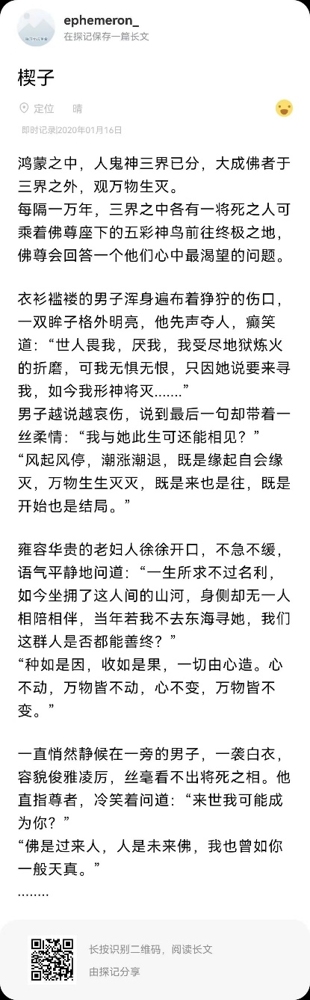 ephemeron_
在探记保存一篇长文
楔子
定位 晴
即时记录|2020年01月16日
鸿蒙之中，人鬼神三界已分，大成佛者于
三界之外，观万物生灭。
每隔一万年，三界之中各有一将死之人可
乘着佛尊座下的五彩神鸟前往终极之地，
佛尊会回答一个他们心中最渴望的问题。
衣衫褴褛的男子浑身遍布着狰狞的伤口，
一双眸子格外明亮，他先声夺人，癫笑
道：“世人畏我，厌我，我受尽地狱炼火
的折磨，可我无惧无恨，只因她说要来寻
我，如今我形神将灭.......”
男子越说越哀伤，说到最后一句却带着一
丝柔情：“我与她此生可还能相见？”
“风起风停，潮涨潮退，既是缘起自会缘
灭，万物生生灭灭，既是来也是往，既是
开始也是结局。”
雍容华贵的老妇人徐徐开口，不急不缓，
语气平静地问道：“一生所求不过名利，
如今坐拥了这人间的山河，身侧却无一人
相陪相伴，当年若我不去东海寻她，我们
这群人是否都能善终？”
“种如是因，收如是果，一切由心造。心
不动，万物皆不动，心不变，万物皆不
变。”
一直悄然静候在一旁的男子，一袭白衣，
容貌俊雅凌厉，丝毫看不出将死之相。他
直指尊者，冷笑着问道：“来世我可能成
为你？”
“佛是过来人，人是未来佛，我也曾如你
一般天真。”
........
长按识别二维码，阅读长文
由探记分享